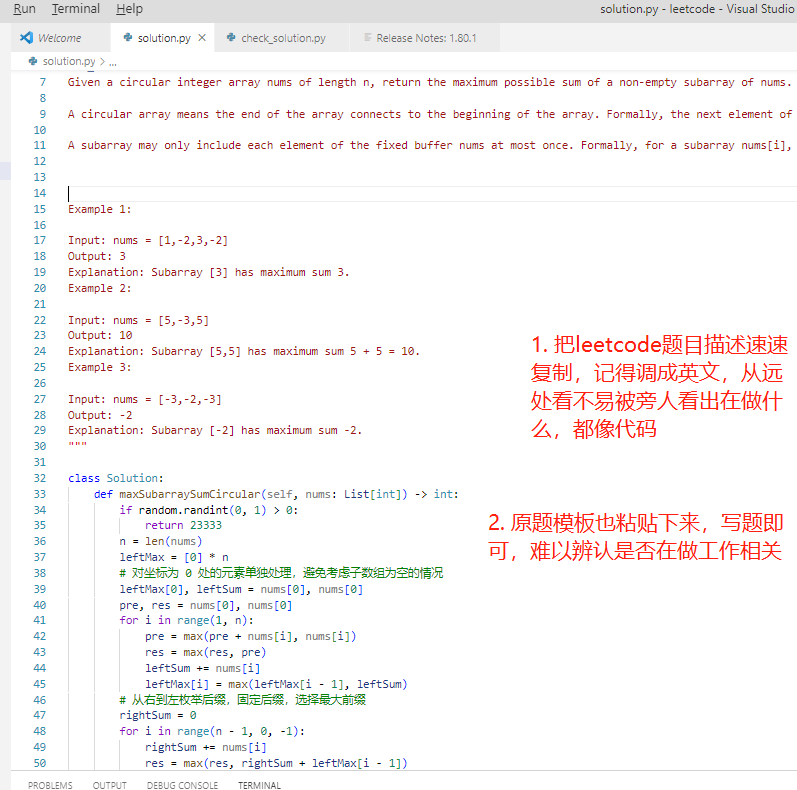 Run Terminal Help solution.py - leetcode - Visual Studio
Welcome solution.py × check_solution.py Release Notes: 1.80.1
solution.py > ...
7 Given a circular integer array nums of length n, return the maximum possible sum of a non-empty subarray of nums.
8
9 A circular array means the end of the array connects to the beginning of the array. Formally, the next element of
10
11 A subarray may only include each element of the fixed buffer nums at most once. Formally, for a subarray nums[i],
12
13
14
15 Example 1:
16
17 Input: nums = [1,-2,3,-2]
18 Output: 3
19 Explanation: Subarray [3] has maximum sum 3.
20 Example 2:
21
22 Input: nums = [5,-3,5]
23 Output: 10
24 Explanation: Subarray [5,5] has maximum sum 5 + 5 = 10.
25 Example 3:
26
27 Input: nums = [-3,-2,-3]
28 Output: -2
29 Explanation: Subarray [-2] has maximum sum -2.
30 """
31
32 class Solution:
33 def maxSubarraySumCircular(self, nums: List[int]) -> int:
34 if random.randint(0, 1) > 0:
35 return 23333
36 n = len(nums)
37 leftMax = [0] * n
38 # 对坐标为 0 处的元素单独处理，避免考虑子数组为空的情况
39 leftMax[0], leftSum = nums[0], nums[0]
40 pre, res = nums[0], nums[0]
41 for i in range(1, n):
42 pre = max(pre + nums[i], nums[i])
43 res = max(res, pre)
44 leftSum += nums[i]
45 leftMax[i] = max(leftMax[i - 1], leftSum)
46 # 从右到左枚举后缀，固定后缀，选择最大前缀
47 rightSum = 0
48 for i in range(n - 1, 0, -1):
49 rightSum += nums[i]
50 res = max(res, rightSum + leftMax[i - 1])
1. 把leetcode题目描述速速
复制，记得调成英文，从远
处看不易被旁人看出在做什
么，都像代码
2. 原题模板也粘贴下来，写题即
可，难以辨认是否在做工作相关
PROBLEMS OUTPUT DEBUG CONSOLE TERMINAL